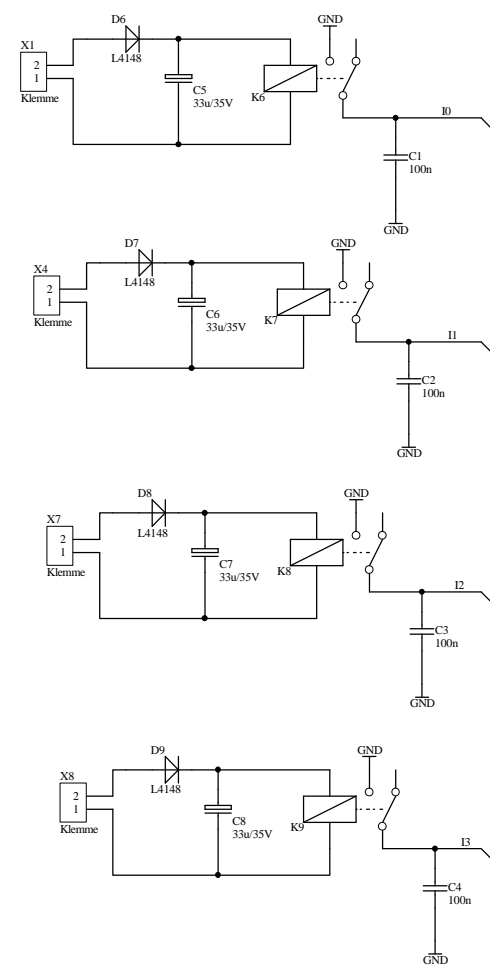 D6
GND
X1
2
1
Klemme
L4148
C5
33u/35V
K6
I0
C1
100n
GND
D7
GND
X4
2
1
Klemme
L4148
C6
33u/35V
K7
I1
C2
100n
GND
D8
GND
X7
2
1
Klemme
L4148
C7
33u/35V
K8
I2
C3
100n
GND
D9
GND
X8
2
1
Klemme
L4148
C8
33u/35V
K9
I3
C4
100n
GND